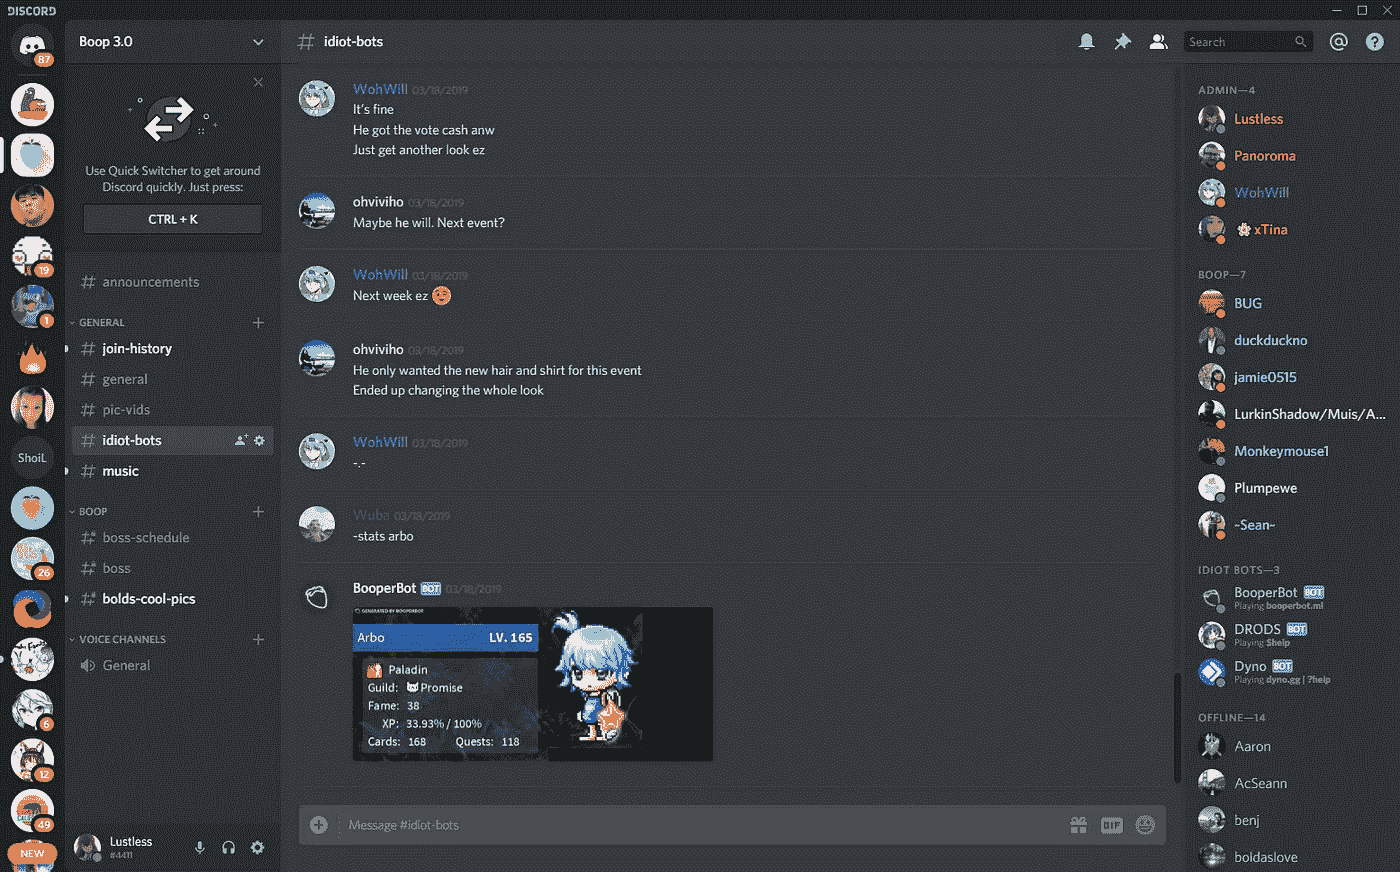 DISCORD
87
19
1
ShoiL
26
6
12
49
NEW
Boop 3.0
Use Quick Switcher to get around
Discord quickly. Just press:
CTRL + K
announcements
GENERAL
join-history
general
pic-vids
idiot-bots
music
BOOP
boss-schedule
boss
bolds-cool-pics
VOICE CHANNELS
General
Lustless
#4411
# idiot-bots
Search
WohWill 03/18/2019
It's fine
He got the vote cash anw
Just get another look ez
ohviviho 03/18/2019
Maybe he will. Next event?
WohWill 03/18/2019
Next week ez
ohviviho 03/18/2019
He only wanted the new hair and shirt for this event
Ended up changing the whole look
WohWill 03/18/2019
-.-
Wuba 03/18/2019
-stats arbo
BooperBot BOT 03/18/2019
GENERATED BY BOOPERBOT
Arbo LV. 165
Paladin
Guild: Promise
Fame: 38
XP: 33.93% / 100%
Cards: 168 Quests: 118
Message #idiot-bots
GIF
ADMIN—4
Lustless
Panoroma
WohWill
xTina
BOOP—7
BUG
duckduckno
jamie0515
LurkinShadow/Muis/A...
Monkeymouse1
Plumpewe
~Sean~
IDIOT BOTS—3
BooperBot BOT
Playing booperbot.ml
DRODS BOT
Playing $help
Dyno BOT
Playing dyno.gg | ?help
OFFLINE—14
Aaron
AcSeann
benj
boldaslove